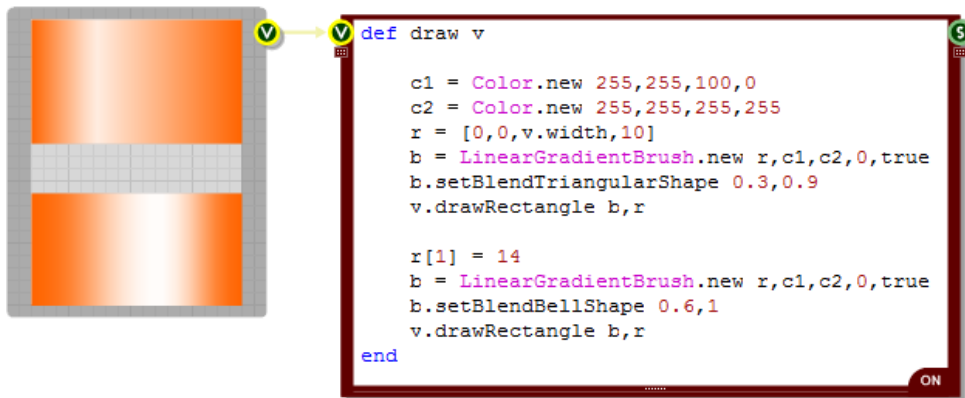 V
V def draw v S
c1 = Color.new 255,255,100,0
c2 = Color.new 255,255,255,255
r = [0,0,v.width,10]
b = LinearGradientBrush.new r,c1,c2,0,true
b.setBlendTriangularShape 0.3,0.9
v.drawRectangle b,r
r[1] = 14
b = LinearGradientBrush.new r,c1,c2,0,true
b.setBlendBellShape 0.6,1
v.drawRectangle b,r
end
ON